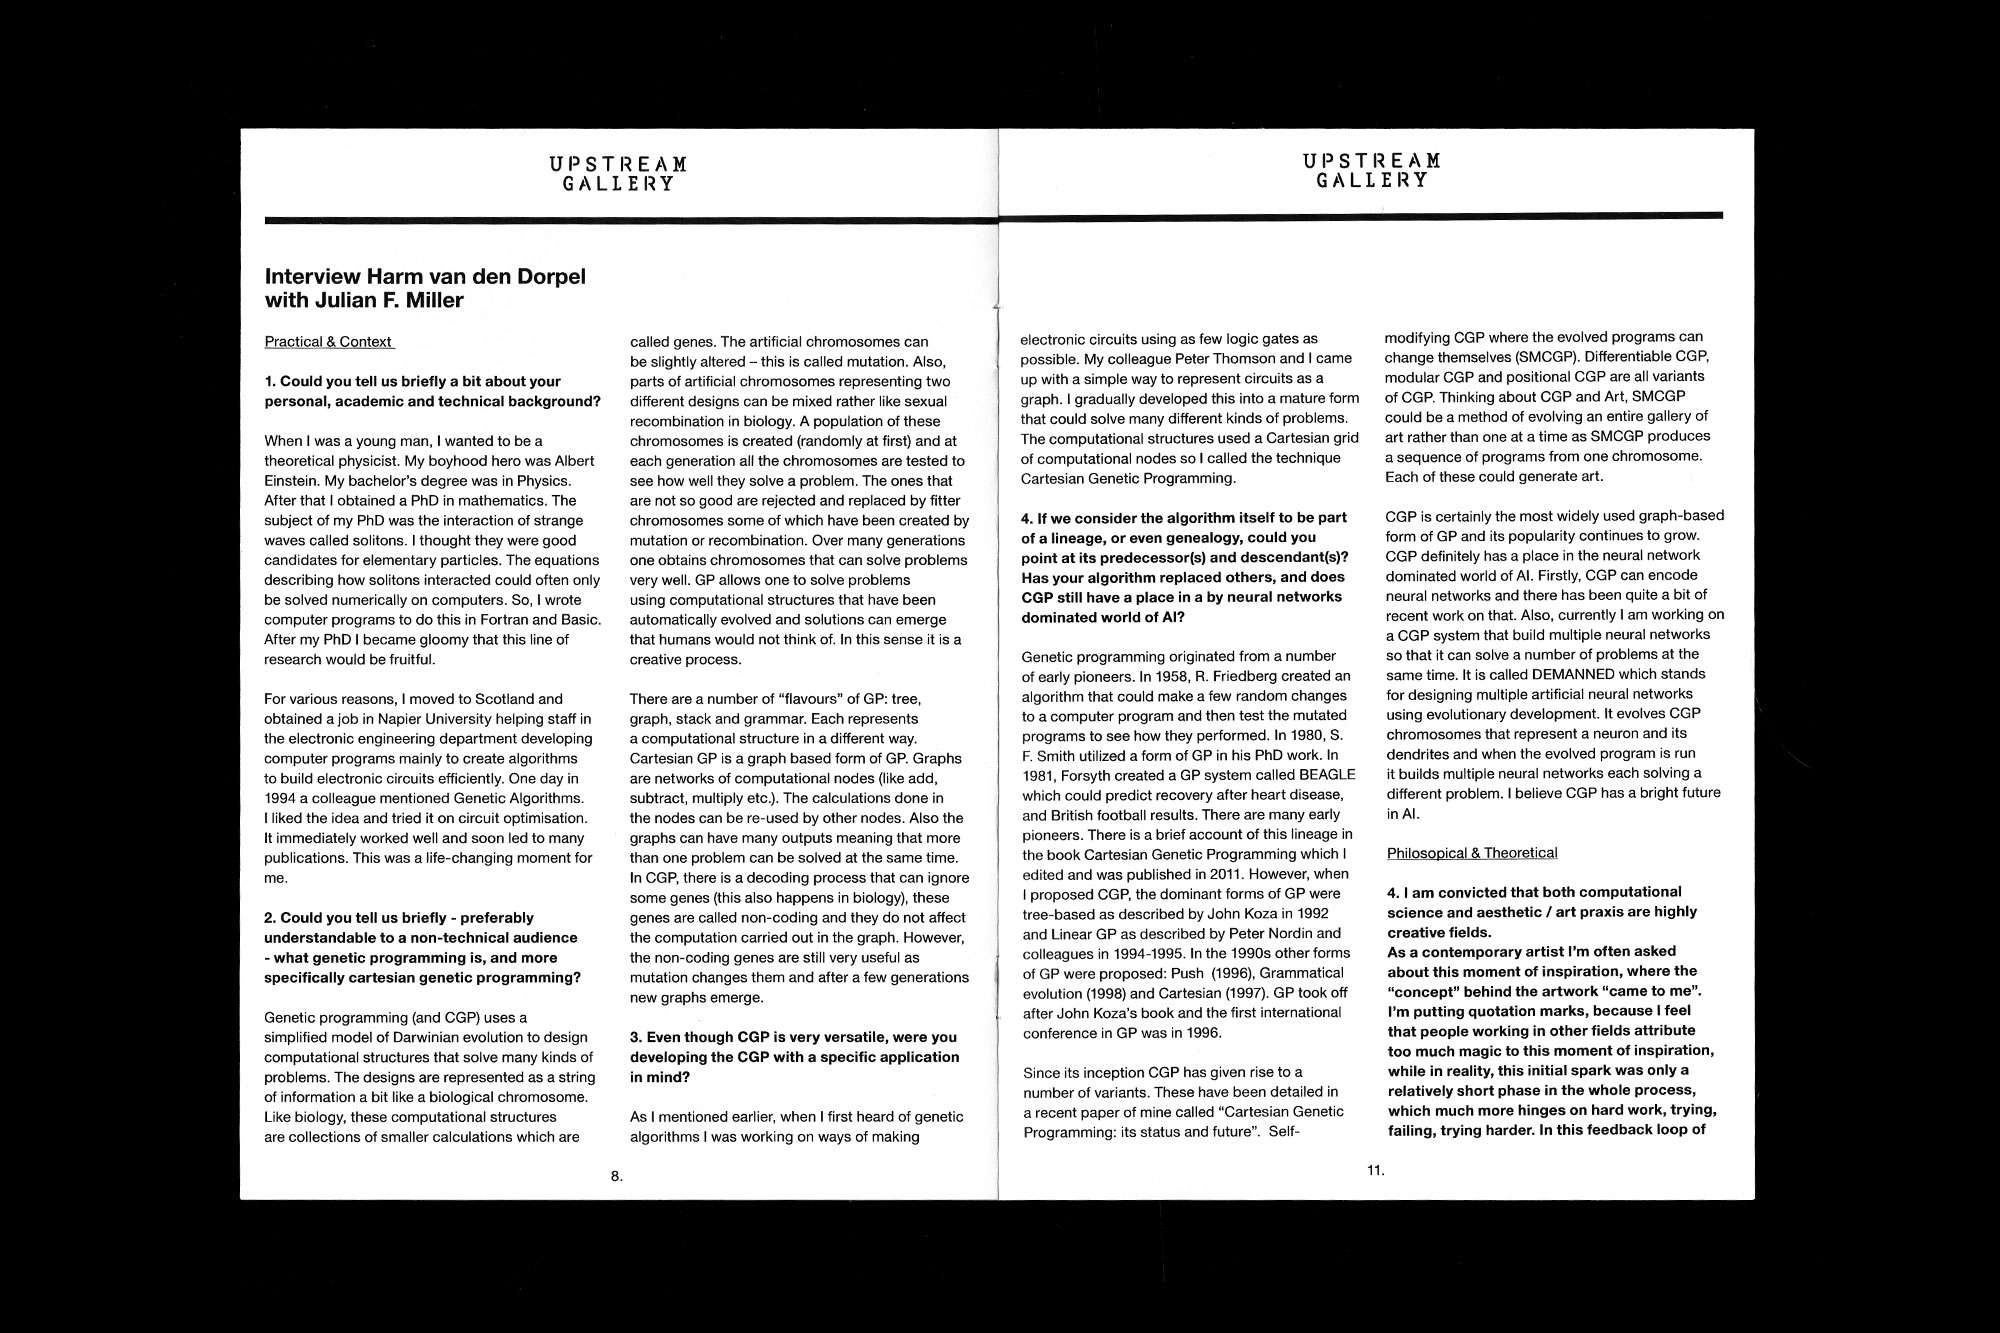 UPSTREAM
GALLERY
Interview Harm van den Dorpel
with Julian F. Miller
Practical & Context
1. Could you tell us briefly a bit about your
personal, academic and technical background?
When I was a young man, I wanted to be a
theoretical physicist. My boyhood hero was Albert
Einstein. My bachelor's degree was in Physics.
After that I obtained a PhD in mathematics. The
subject of my PhD was the interaction of strange
waves called solitons. I thought they were good
candidates for elementary particles. The equations
describing how solitons interacted could often only
be solved numerically on computers. So, I wrote
computer programs to do this in Fortran and Basic.
After my PhD I became gloomy that this line of
research would be fruitful.
For various reasons, I moved to Scotland and
obtained a job in Napier University helping staff in
the electronic engineering department developing
computer programs mainly to create algorithms
to build electronic circuits efficiently. One day in
1994 a colleague mentioned Genetic Algorithms.
I liked the idea and tried it on circuit optimisation.
It immediately worked well and soon led to many
publications. This was a life-changing moment for
me.
2. Could you tell us briefly - preferably
understandable to a non-technical audience
- what genetic programming is, and more
specifically cartesian genetic programming?
Genetic programming (and CGP) uses a
simplified model of Darwinian evolution to design
computational structures that solve many kinds of
problems. The designs are represented as a string
of information a bit like a biological chromosome.
Like biology, these computational structures
are collections of smaller calculations which are
called genes. The artificial chromosomes can
be slightly altered – this is called mutation. Also,
parts of artificial chromosomes representing two
different designs can be mixed rather like sexual
recombination in biology. A population of these
chromosomes is created (randomly at first) and at
each generation all the chromosomes are tested to
see how well they solve a problem. The ones that
are not so good are rejected and replaced by fitter
chromosomes some of which have been created by
mutation or recombination. Over many generations
one obtains chromosomes that can solve problems
very well. GP allows one to solve problems
using computational structures that have been
automatically evolved and solutions can emerge
that humans would not think of. In this sense it is a
creative process.
There are a number of “flavours” of GP: tree,
graph, stack and grammar. Each represents
a computational structure in a different way.
Cartesian GP is a graph based form of GP. Graphs
are networks of computational nodes (like add,
subtract, multiply etc.). The calculations done in
the nodes can be re-used by other nodes. Also the
graphs can have many outputs meaning that more
than one problem can be solved at the same time.
In CGP, there is a decoding process that can ignore
some genes (this also happens in biology), these
genes are called non-coding and they do not affect
the computation carried out in the graph. However,
the non-coding genes are still very useful as
mutation changes them and after a few generations
new graphs emerge.
3. Even though CGP is very versatile, were you
developing the CGP with a specific application
in mind?
As I mentioned earlier, when I first heard of genetic
algorithms I was working on ways of making
8.
UPSTREAM
GALLERY
electronic circuits using as few logic gates as
possible. My colleague Peter Thomson and I came
up with a simple way to represent circuits as a
graph. I gradually developed this into a mature form
that could solve many different kinds of problems.
The computational structures used a Cartesian grid
of computational nodes so I called the technique
Cartesian Genetic Programming.
4. If we consider the algorithm itself to be part
of a lineage, or even genealogy, could you
point at its predecessor(s) and descendant(s)?
Has your algorithm replaced others, and does
CGP still have a place in a by neural networks
dominated world of AI?
Genetic programming originated from a number
of early pioneers. In 1958, R. Friedberg created an
algorithm that could make a few random changes
to a computer program and then test the mutated
programs to see how they performed. In 1980, S.
F. Smith utilized a form of GP in his PhD work. In
1981, Forsyth created a GP system called BEAGLE
which could predict recovery after heart disease,
and British football results. There are many early
pioneers. There is a brief account of this lineage in
the book Cartesian Genetic Programming which I
edited and was published in 2011. However, when
I proposed CGP, the dominant forms of GP were
tree-based as described by John Koza in 1992
and Linear GP as described by Peter Nordin and
colleagues in 1994-1995. In the 1990s other forms
of GP were proposed: Push (1996), Grammatical
evolution (1998) and Cartesian (1997). GP took off
after John Koza's book and the first international
conference in GP was in 1996.
Since its inception CGP has given rise to a
number of variants. These have been detailed in
a recent paper of mine called “Cartesian Genetic
Programming: its status and future”. Self-
modifying CGP where the evolved programs can
change themselves (SMCGP). Differentiable CGP,
modular CGP and positional CGP are all variants
of CGP. Thinking about CGP and Art, SMCGP
could be a method of evolving an entire gallery of
art rather than one at a time as SMCGP produces
a sequence of programs from one chromosome.
Each of these could generate art.
CGP is certainly the most widely used graph-based
form of GP and its popularity continues to grow.
CGP definitely has a place in the neural network
dominated world of AI. Firstly, CGP can encode
neural networks and there has been quite a bit of
recent work on that. Also, currently I am working on
a CGP system that build multiple neural networks
so that it can solve a number of problems at the
same time. It is called DEMANNED which stands
for designing multiple artificial neural networks
using evolutionary development. It evolves CGP
chromosomes that represent a neuron and its
dendrites and when the evolved program is run
it builds multiple neural networks each solving a
different problem. I believe CGP has a bright future
in AI.
Philosopical & Theoretical
4. I am convicted that both computational
science and aesthetic / art praxis are highly
creative fields.
As a contemporary artist I'm often asked
about this moment of inspiration, where the
“concept” behind the artwork “came to me”.
I'm putting quotation marks, because I feel
that people working in other fields attribute
too much magic to this moment of inspiration,
while in reality, this initial spark was only a
relatively short phase in the whole process,
which much more hinges on hard work, trying,
failing, trying harder. In this feedback loop of
11.